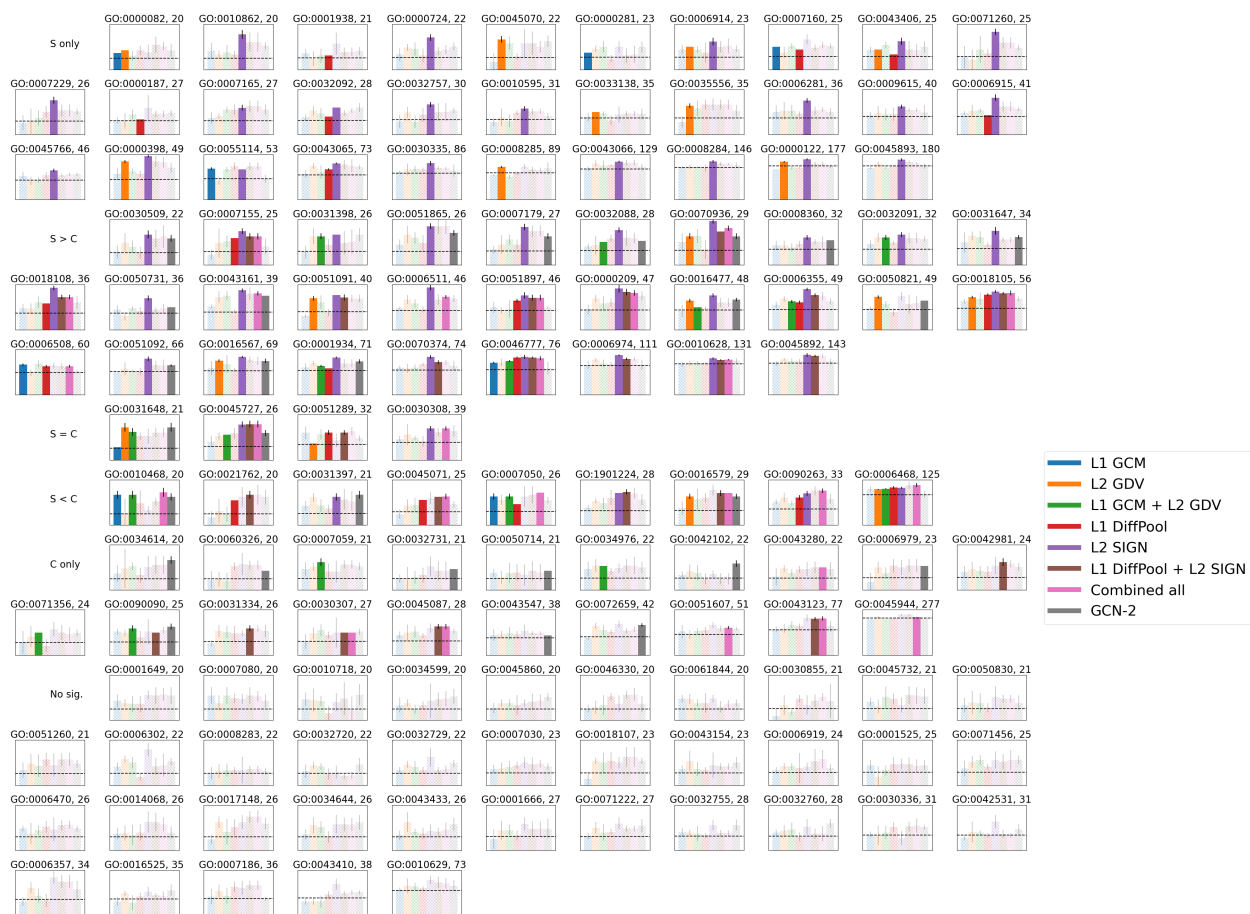 GO:0000082, 20 GO:0010862, 20 GO:0001938, 21 GO:0000724, 22 GO:0045070, 22 GO:0000281, 23 GO:0006914, 23 GO:0007160, 25 GO:0043406, 25 GO:0071260, 25
S only
GO:0007229, 26 GO:0000187, 27 GO:0007165, 27 GO:0032092, 28 GO:0032757, 30 GO:0010595, 31 GO:0033138, 35 GO:0035556, 35 GO:0006281, 36 GO:0009615, 40 GO:0006915, 41
GO:0045766, 46 GO:0000398, 49 GO:0055114, 53 GO:0043065, 73 GO:0030335, 86 GO:0008285, 89 GO:0043066, 129 GO:0008284, 146 GO:0000122, 177 GO:0045893, 180
GO:0030509, 22 GO:0007155, 25 GO:0031398, 26 GO:0051865, 26 GO:0007179, 27 GO:0032088, 28 GO:0070936, 29 GO:0008360, 32 GO:0032091, 32 GO:0031647, 34
S > C
GO:0018108, 36 GO:0050731, 36 GO:0043161, 39 GO:0051091, 40 GO:0006511, 46 GO:0051897, 46 GO:0000209, 47 GO:0016477, 48 GO:0006355, 49 GO:0050821, 49 GO:0018105, 56
GO:0006508, 60 GO:0051092, 66 GO:0016567, 69 GO:0001934, 71 GO:0070374, 74 GO:0046777, 76 GO:0006974, 111 GO:0010628, 131 GO:0045892, 143
GO:0031648, 21 GO:0045727, 26 GO:0051289, 32 GO:0030308, 39
S = C
GO:0010468, 20 GO:0021762, 20 GO:0031397, 21 GO:0045071, 25 GO:0007050, 26 GO:1901224, 28 GO:0016579, 29 GO:0090263, 33 GO:0006468, 125
S < C
GO:0034614, 20 GO:0060326, 20 GO:0007059, 21 GO:0032731, 21 GO:0050714, 21 GO:0034976, 22 GO:0042102, 22 GO:0043280, 22 GO:0006979, 23 GO:0042981, 24
C only
GO:0071356, 24 GO:0090090, 25 GO:0031334, 26 GO:0030307, 27 GO:0045087, 28 GO:0043547, 38 GO:0072659, 42 GO:0051607, 51 GO:0043123, 77 GO:0045944, 277
GO:0001649, 20 GO:0007080, 20 GO:0010718, 20 GO:0034599, 20 GO:0045860, 20 GO:0046330, 20 GO:0061844, 20 GO:0030855, 21 GO:0045732, 21 GO:0050830, 21
No sig.
GO:0051260, 21 GO:0006302, 22 GO:0008283, 22 GO:0032720, 22 GO:0032729, 22 GO:0007030, 23 GO:0018107, 23 GO:0043154, 23 GO:0006919, 24 GO:0001525, 25 GO:0071456, 25
GO:0006470, 26 GO:0014068, 26 GO:0017148, 26 GO:0034644, 26 GO:0043433, 26 GO:0001666, 27 GO:0071222, 27 GO:0032755, 28 GO:0032760, 28 GO:0030336, 31 GO:0042531, 31
GO:0006357, 34 GO:0016525, 35 GO:0007186, 36 GO:0043410, 38 GO:0010629, 73
L1 GCM
L2 GDV
L1 GCM + L2 GDV
L1 DiffPool
L2 SIGN
L1 DiffPool + L2 SIGN
Combined all
GCN-2